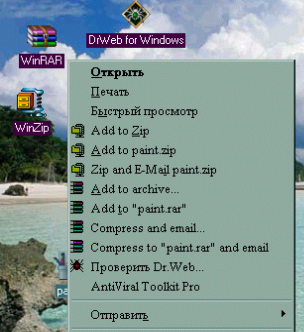 DrWeb for Windows
WinRAR
WinZip
pa
Открыть
Печать
Быстрый просмотр
Add to Zip
Add to paint.zip
Zip and E-Mail paint.zip
Add to archive...
Add to "paint.rar"
Compress and email...
Compress to "paint.rar" and email
Проверить Dr.Web...
AntiViral Toolkit Pro
Отправить